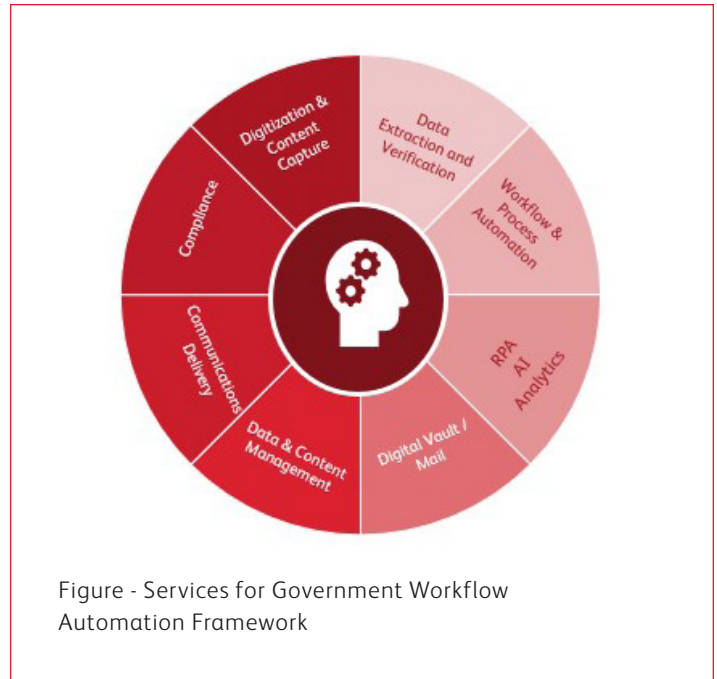 Digitization &
Content
Capture
Data
Extraction and
Verification
Workflow &
Process
Automation
RPA
AI
Analytics
Digital Vault /
Mail
Data & Content
Management
Communications
Delivery
Compliance
Figure - Services for Government Workflow
Automation Framework